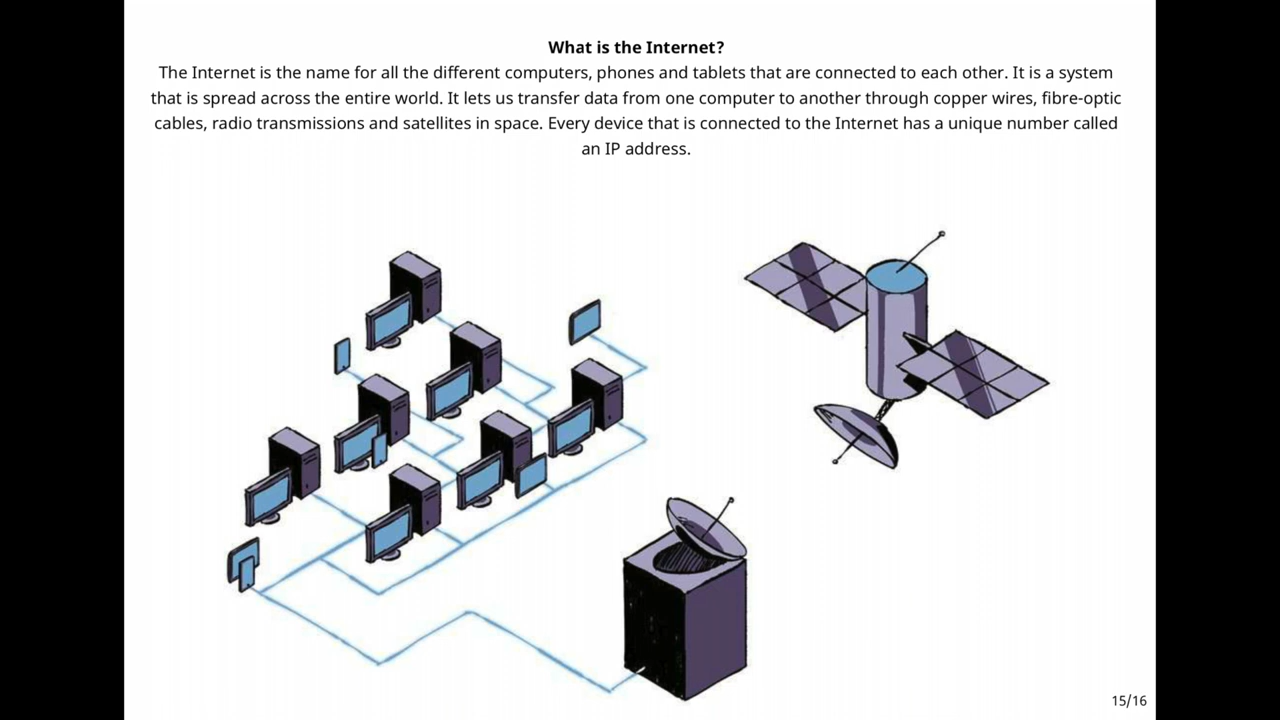 What is the Internet?
The Internet is the name for all the different computers, phones and tablets that are connected to each other. It is a system
that is spread across the entire world. It lets us transfer data from one computer to another through copper wires, fibre-optic
cables, radio transmissions and satellites in space. Every device that is connected to the Internet has a unique number called
an IP address.
15/16